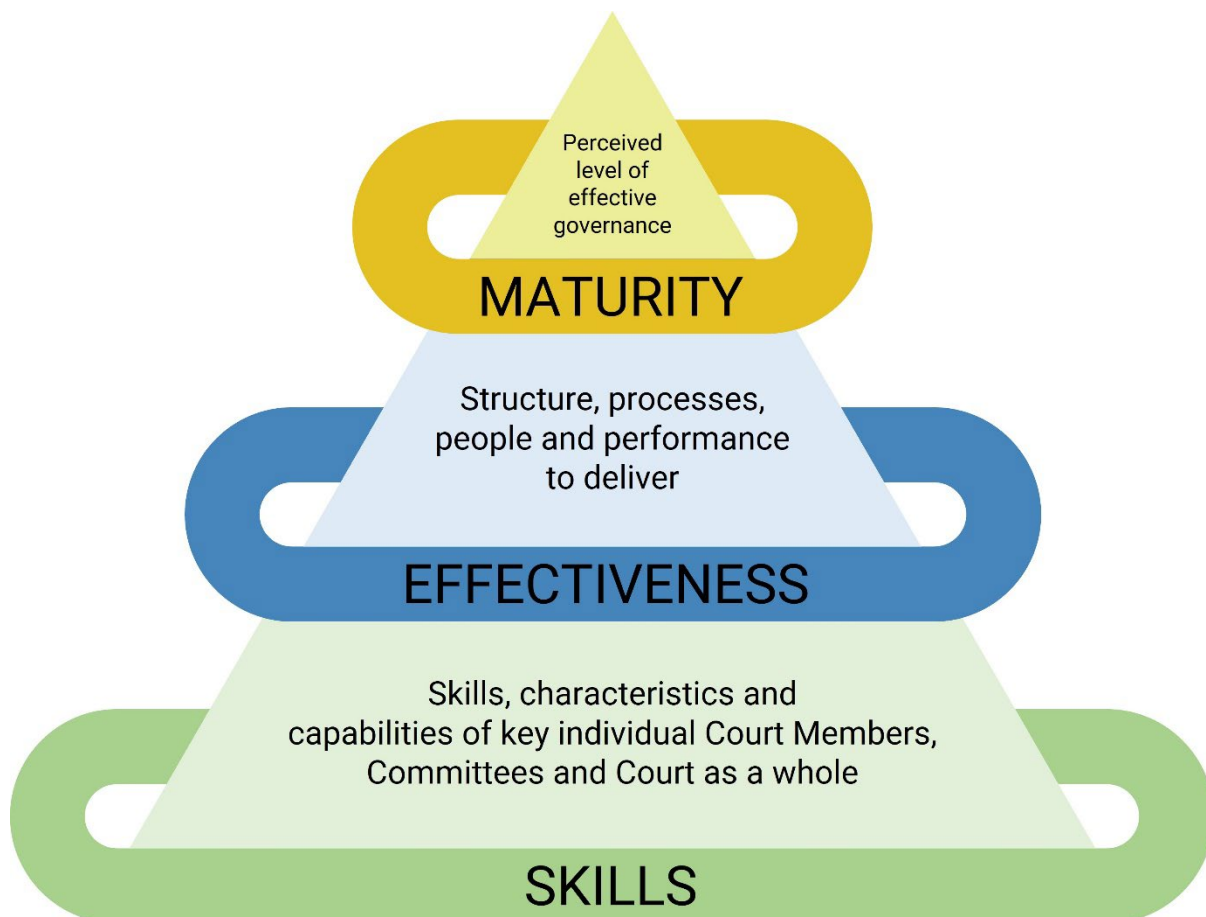 Perceived
level of
effective
governance
MATURITY
Structure, processes,
people and performance
to deliver
EFFECTIVENESS
Skills, characteristics and
capabilities of key individual Court Members,
Committees and Court as a whole
SKILLS